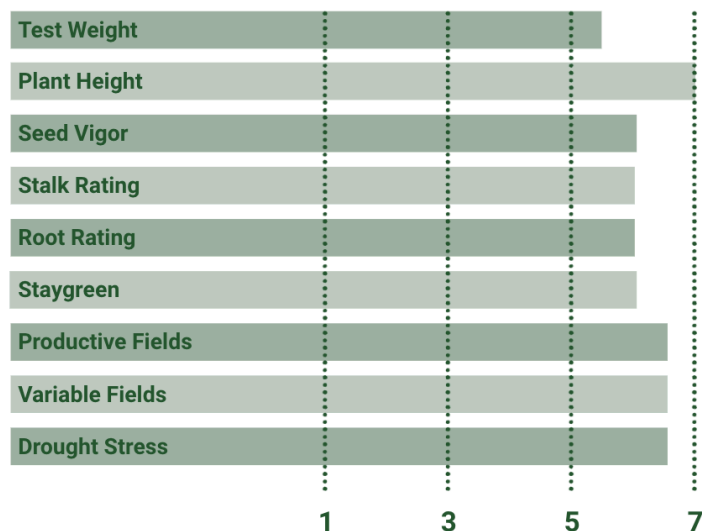 Test Weight
Plant Height
Seed Vigor
Stalk Rating
Root Rating
Staygreen
Productive Fields
Variable Fields
Drought Stress
1 3 5 7